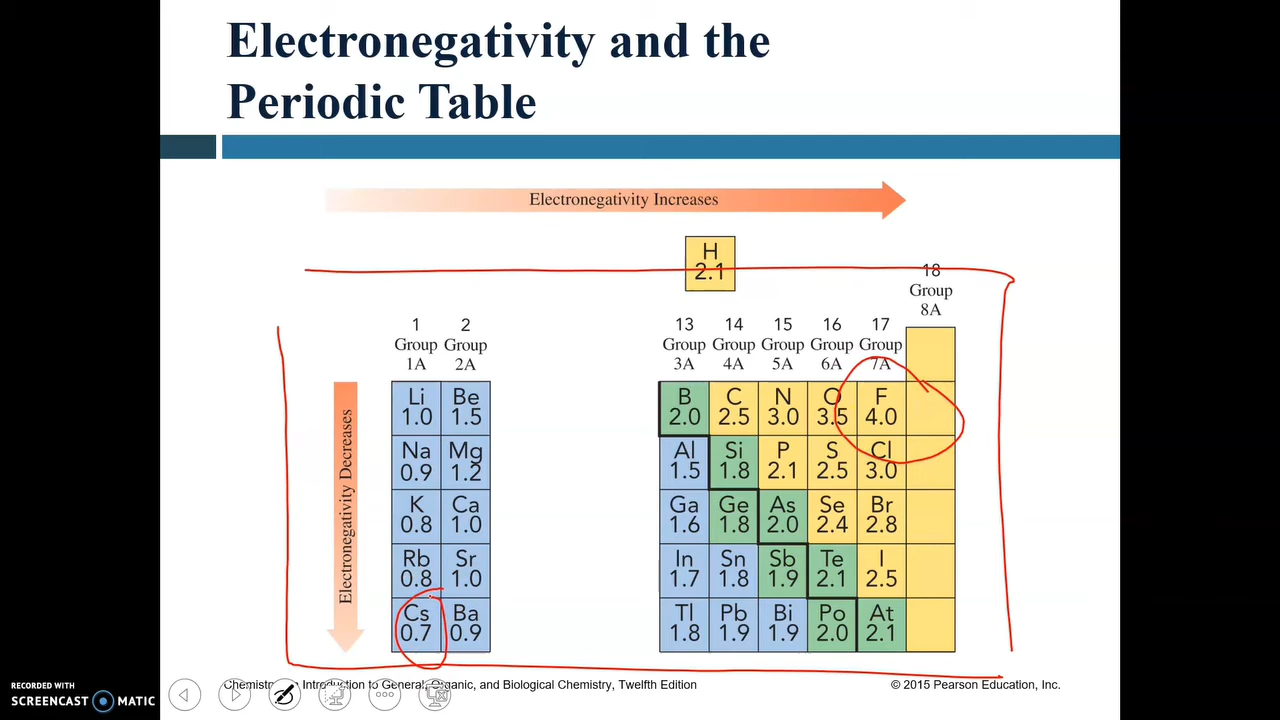 Electronegativity and the
Periodic Table
Electronegativity Increases
H
2.1
18
Group
8A
1 2 13 14 15 16 17
Group Group Group Group Group Group Group
1A 2A 3A 4A 5A 6A 7A
Electronegativity Decreases
Li Be B C N O F
1.0 1.5 2.0 2.5 3.0 3.5 4.0
Na Mg Al Si P S Cl
0.9 1.2 1.5 1.8 2.1 2.5 3.0
K Ca Ga Ge As Se Br
0.8 1.0 1.6 1.8 2.0 2.4 2.8
Rb Sr In Sn Sb Te I
0.8 1.0 1.7 1.8 1.9 2.1 2.5
Cs Ba Tl Pb Bi Po At
0.7 0.9 1.8 1.9 1.9 2.0 2.1
Introduction to General, Organic, and Biological Chemistry, Twelfth Edition
© 2015 Pearson Education, Inc.
RECORDED WITH
SCREENCAST MATIC